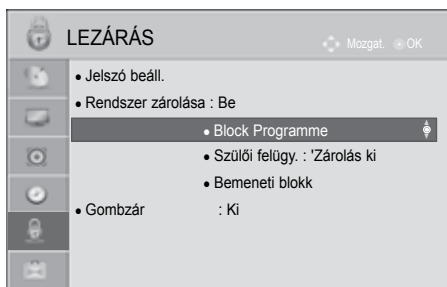 LEZÁRÁS
Mozgat. OK
• Jelszó beáll.
• Rendszer zárolása : Be
• Block Programme
• Szülői felügy. : 'Zárolás ki
• Bemeneti blokk
• Gombzár : Ki